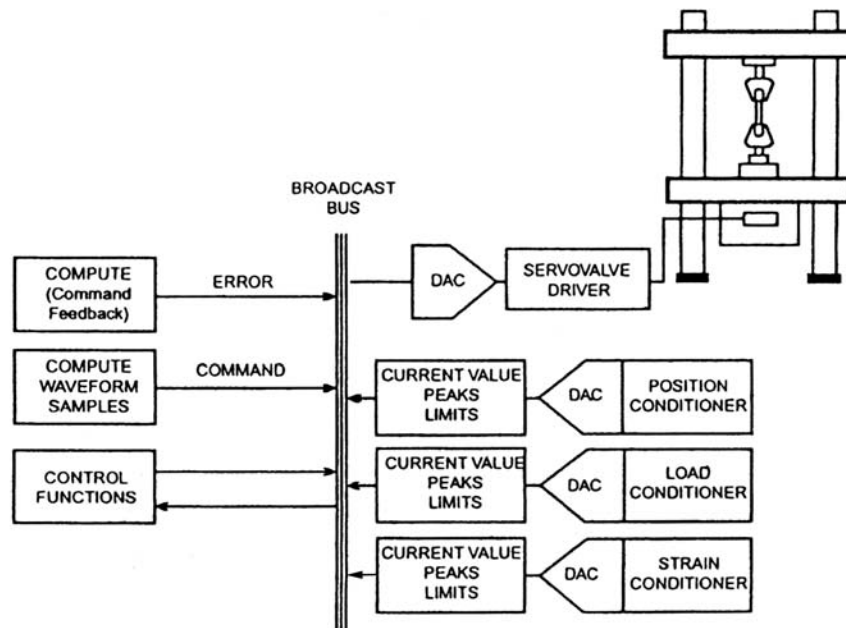 BROADCAST
BUS
COMPUTE
(Command
Feedback)
ERROR
DAC
SERVOVALVE
DRIVER
COMPUTE
WAVEFORM
SAMPLES
COMMAND
CURRENT VALUE
PEAKS
LIMITS
DAC
POSITION
CONDITIONER
CONTROL
FUNCTIONS
CURRENT VALUE
PEAKS
LIMITS
DAC
LOAD
CONDITIONER
CURRENT VALUE
PEAKS
LIMITS
DAC
STRAIN
CONDITIONER